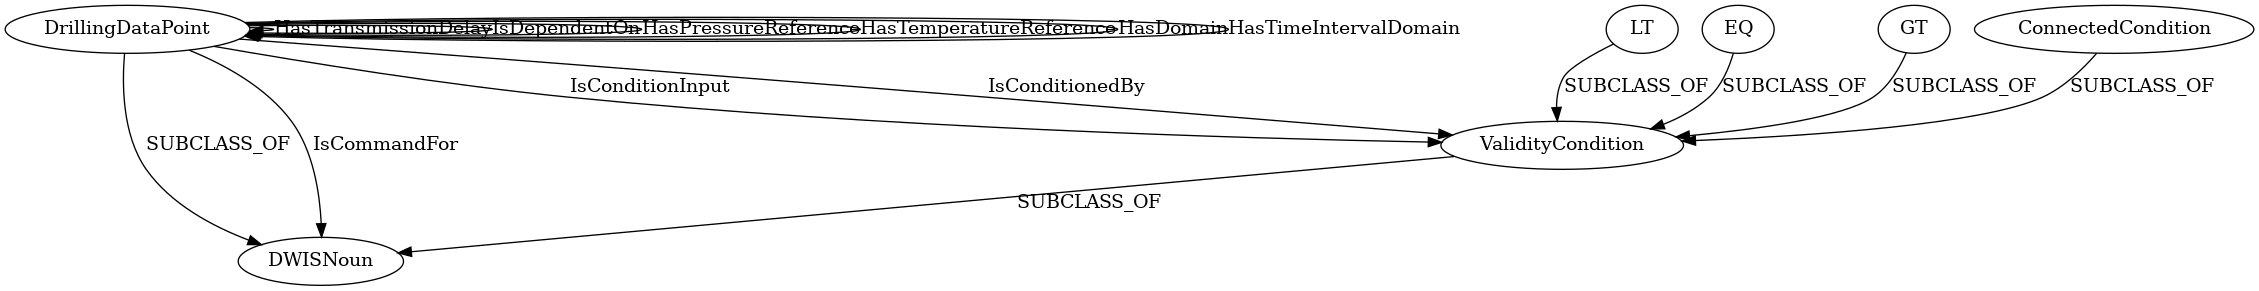 DrillingDataPoint
HasTransmissionDelay
IsDependentOn
HasPressureReference
HasTemperatureReference
HasDomain
HasTimeIntervalDomain
LT
EQ
GT
ConnectedCondition
IsConditionInput
IsConditionedBy
SUBCLASS_OF
SUBCLASS_OF
SUBCLASS_OF
SUBCLASS_OF
SUBCLASS_OF
IsCommandFor
ValidityCondition
SUBCLASS_OF
DWISNoun